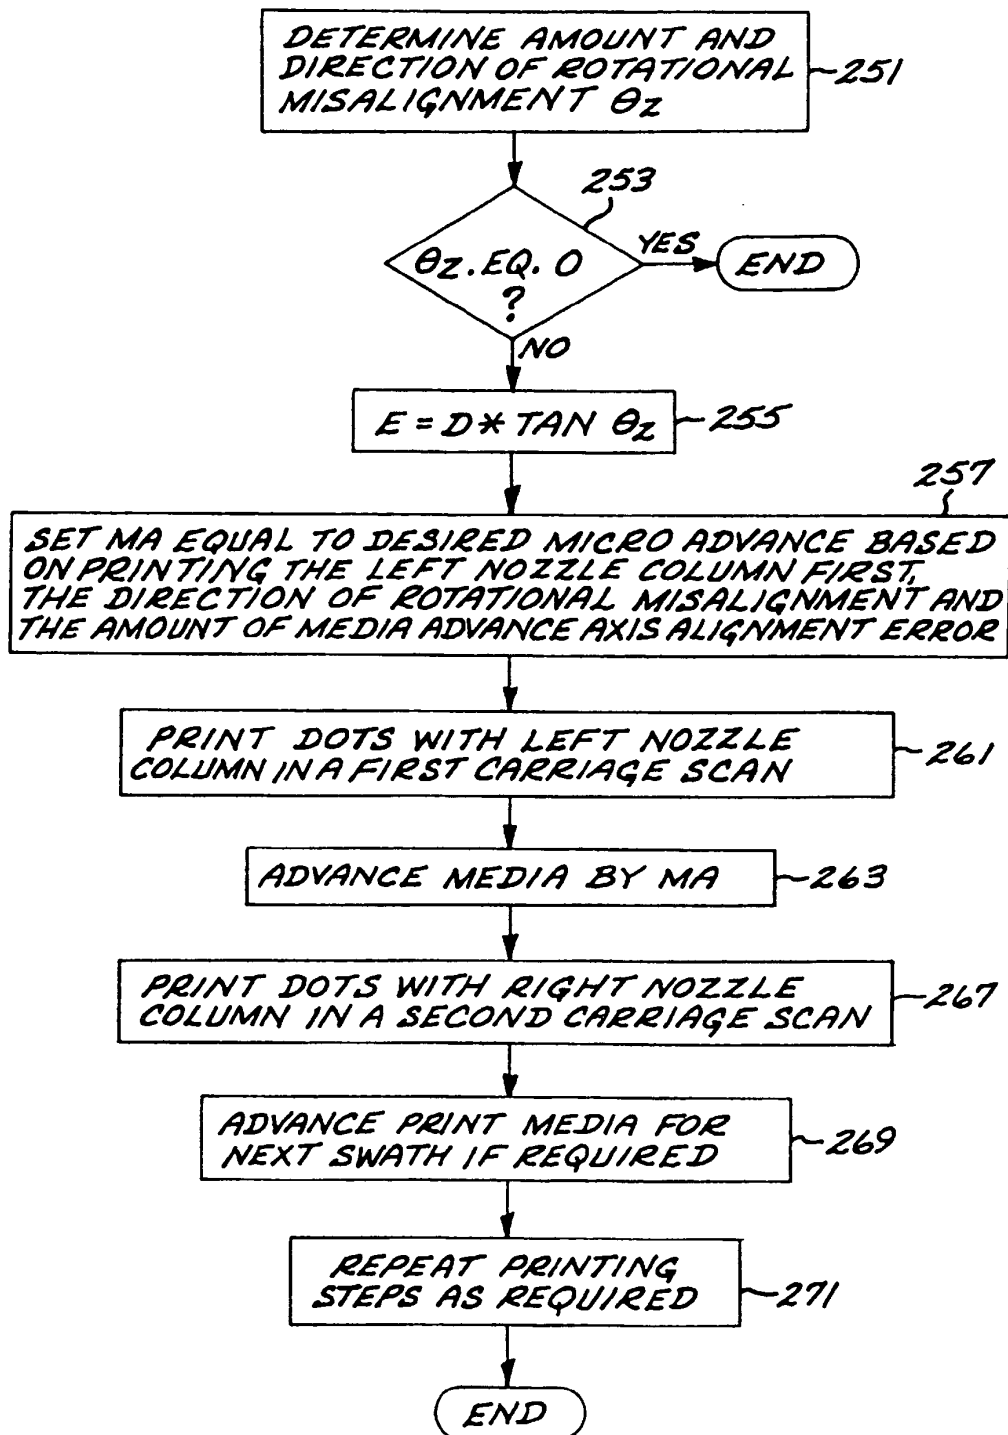 DETERMINE AMOUNT AND
DIRECTION OF ROTATIONAL
MISALIGNMENT θz
251
253
θz.EQ.0
?
YES
END
NO
E = D* TAN θz
255
257
SET MA EQUAL TO DESIRED MICRO ADVANCE BASED
ON PRINTING THE LEFT NOZZLE COLUMN FIRST,
THE DIRECTION OF ROTATIONAL MISALIGNMENT AND
THE AMOUNT OF MEDIA ADVANCE AXIS ALIGNMENT ERROR
PRINT DOTS WITH LEFT NOZZLE
COLUMN IN A FIRST CARRIAGE SCAN
261
ADVANCE MEDIA BY MA
263
PRINT DOTS WITH RIGHT NOZZLE
COLUMN IN A SECOND CARRIAGE SCAN
267
ADVANCE PRINT MEDIA FOR
NEXT SWATH IF REQUIRED
269
REPEAT PRINTING
STEPS AS REQUIRED
271
END